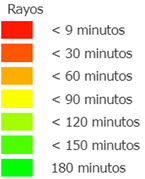 Rayos
< 9 minutos
< 30 minutos
< 60 minutos
< 90 minutos
< 120 minutos
< 150 minutos
180 minutos